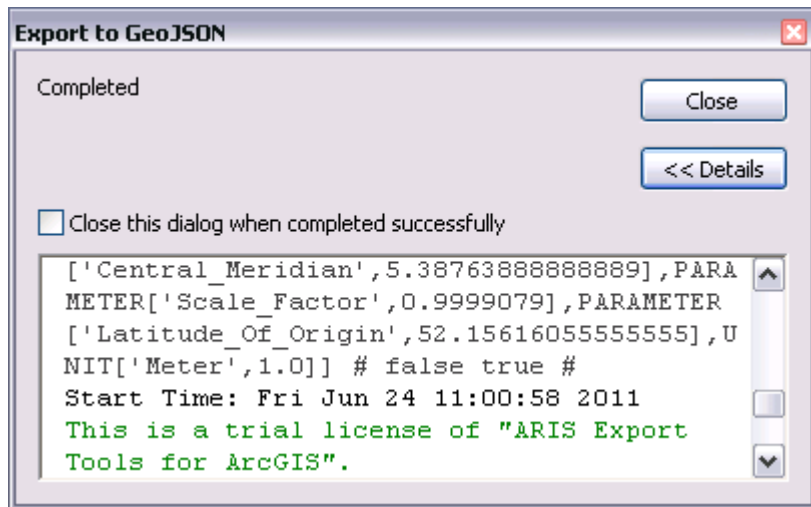 Export to GeoJSON
Completed
Close
<< Details
Close this dialog when completed successfully
['Central_Meridian',5.38763888888889],PARA
METER['Scale_Factor',0.9999079],PARAMETER
['Latitude_Of_Origin',52.15616055555555],U
NIT['Meter',1.0]] # false true #
Start Time: Fri Jun 24 11:00:58 2011
This is a trial license of "ARIS Export
Tools for ArcGIS".